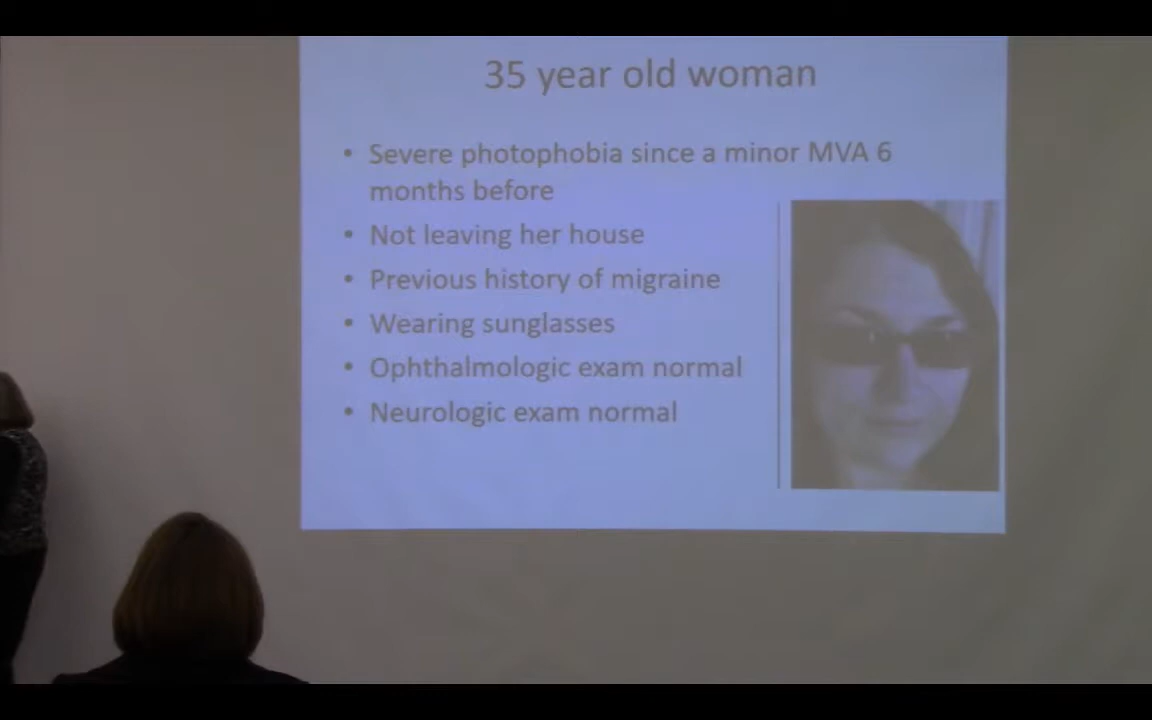 35 year old woman
• Severe photophobia since a minor MVA 6
months before
• Not leaving her house
• Previous history of migraine
• Wearing sunglasses
• Ophthalmologic exam normal
• Neurologic exam normal